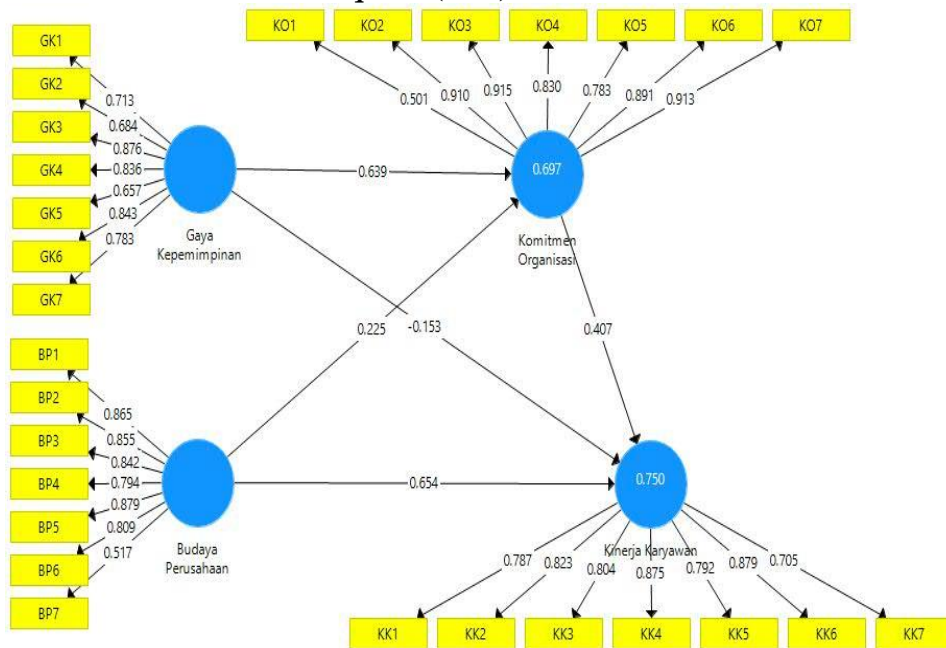 KO1 KO2 KO3 KO4 KO5 KO6 KO7
0.501 0.910 0.915 0.830 0.783 0.891 0.913
GK1
GK2
GK3
GK4
GK5
GK6
GK7
0.713
0.684
0.876
0.836
0.657
0.843
0.783
Gaya
Kepemimpinan
0.639
0.697
Komitmen
Organisasi
0.225
-0.153
0.407
BP1
BP2
BP3
BP4
BP5
BP6
BP7
0.865
0.855
0.842
0.794
0.879
0.809
0.517
Budaya
Perusahaan
0.654
0.750
Kinerja Karyawan
0.787 0.823 0.804 0.875 0.792 0.879 0.705
KK1 KK2 KK3 KK4 KK5 KK6 KK7